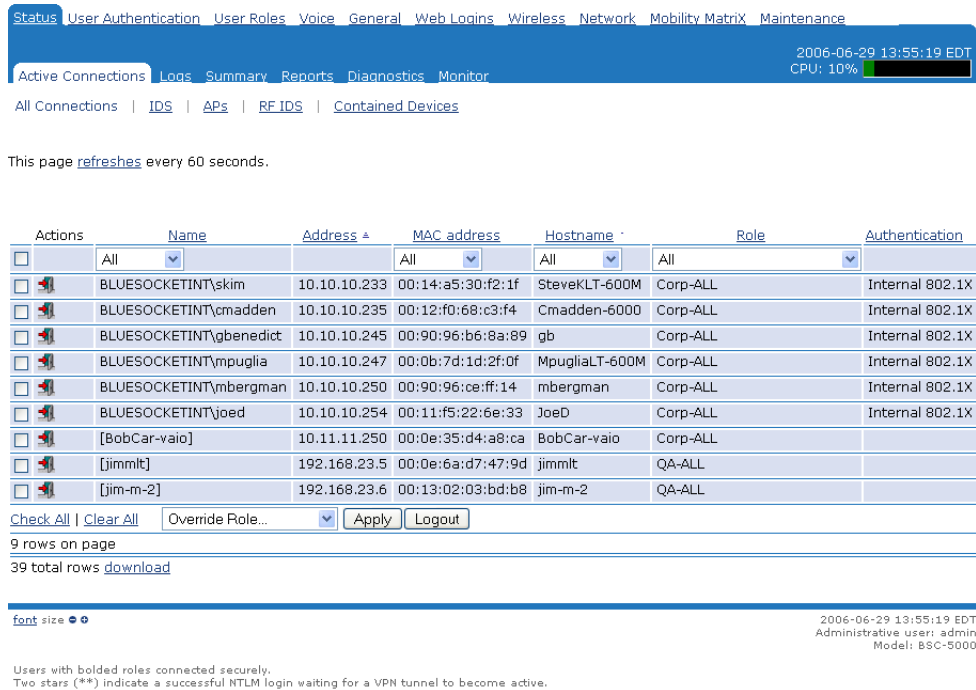 Status User Authentication User Roles Voice General Web Logins Wireless Network Mobility MatriX Maintenance
2006-06-29 13:55:19 EDT
CPU: 10%
Active Connections Logs Summary Reports Diagnostics Monitor
All Connections | IDS | APs | RF IDS | Contained Devices
This page refreshes every 60 seconds.
Actions Name Address MAC address Hostname Role Authentication
All All All All
BLUESOCKETINT\skim 10.10.10.233 00:14:a5:30:f2:1f SteveKLT-600M Corp-ALL Internal 802.1X
BLUESOCKETINT\cmadden 10.10.10.235 00:12:f0:68:c3:f4 Cmadden-6000 Corp-ALL Internal 802.1X
BLUESOCKETINT\gbenedict 10.10.10.245 00:90:96:b6:8a:89 gb Corp-ALL Internal 802.1X
BLUESOCKETINT\mpuglia 10.10.10.247 00:0b:7d:1d:2f:0f MpugliaLT-600M Corp-ALL Internal 802.1X
BLUESOCKETINT\mbergman 10.10.10.250 00:90:96:ce:ff:14 mbergman Corp-ALL Internal 802.1X
BLUESOCKETINT\joed 10.10.10.254 00:11:f5:22:6e:33 JoeD Corp-ALL Internal 802.1X
[BobCar-vaio] 10.11.11.250 00:0e:35:d4:a8:ca BobCar-vaio Corp-ALL
[jimmlt] 192.168.23.5 00:0e:6a:d7:47:9d jimmlt QA-ALL
[jim-m-2] 192.168.23.6 00:13:02:03:bd:b8 jim-m-2 QA-ALL
Check All | Clear All Override Role... Apply Logout
9 rows on page
39 total rows download
font size
2006-06-29 13:55:19 EDT
Administrative user: admin
Model: BSC-5000
Users with bolded roles connected securely.
Two stars (**) indicate a successful NTLM login waiting for a VPN tunnel to become active.